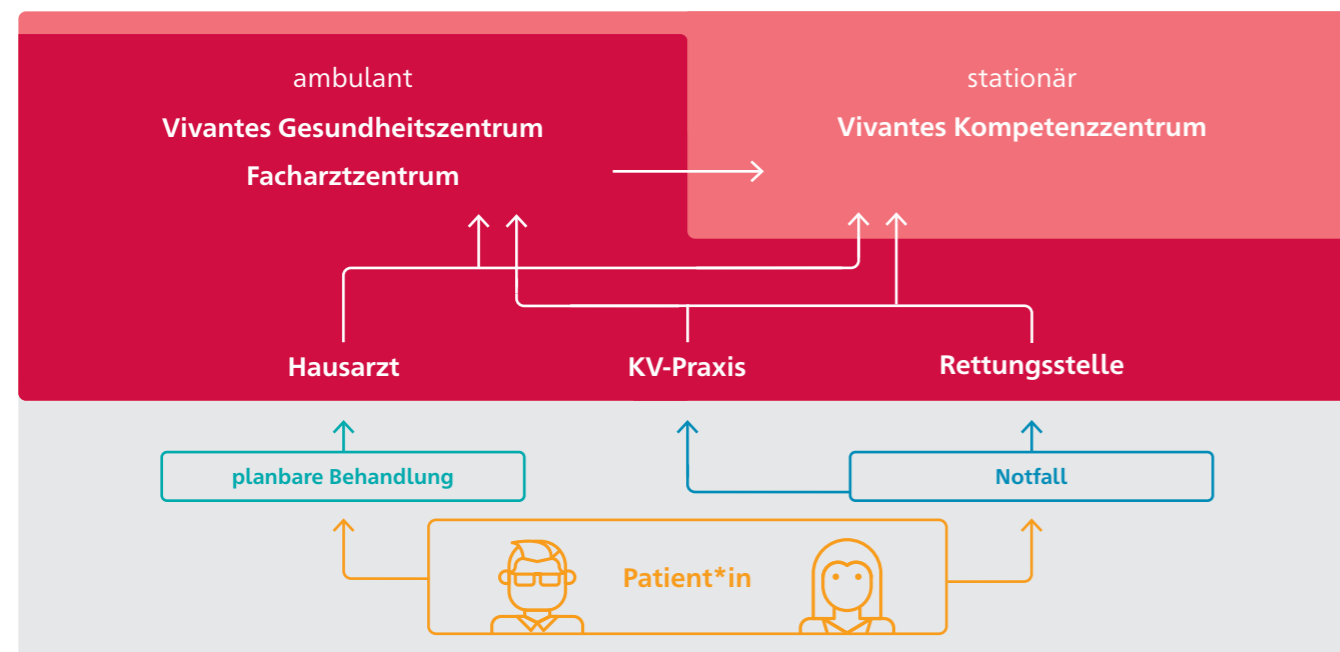 ambulant
Vivantes Gesundheitszentrum
Facharztzentrum
stationär
Vivantes Kompetenzzentrum
Hausarzt
KV-Praxis
Rettungsstelle
planbare Behandlung
Notfall
Patient*in